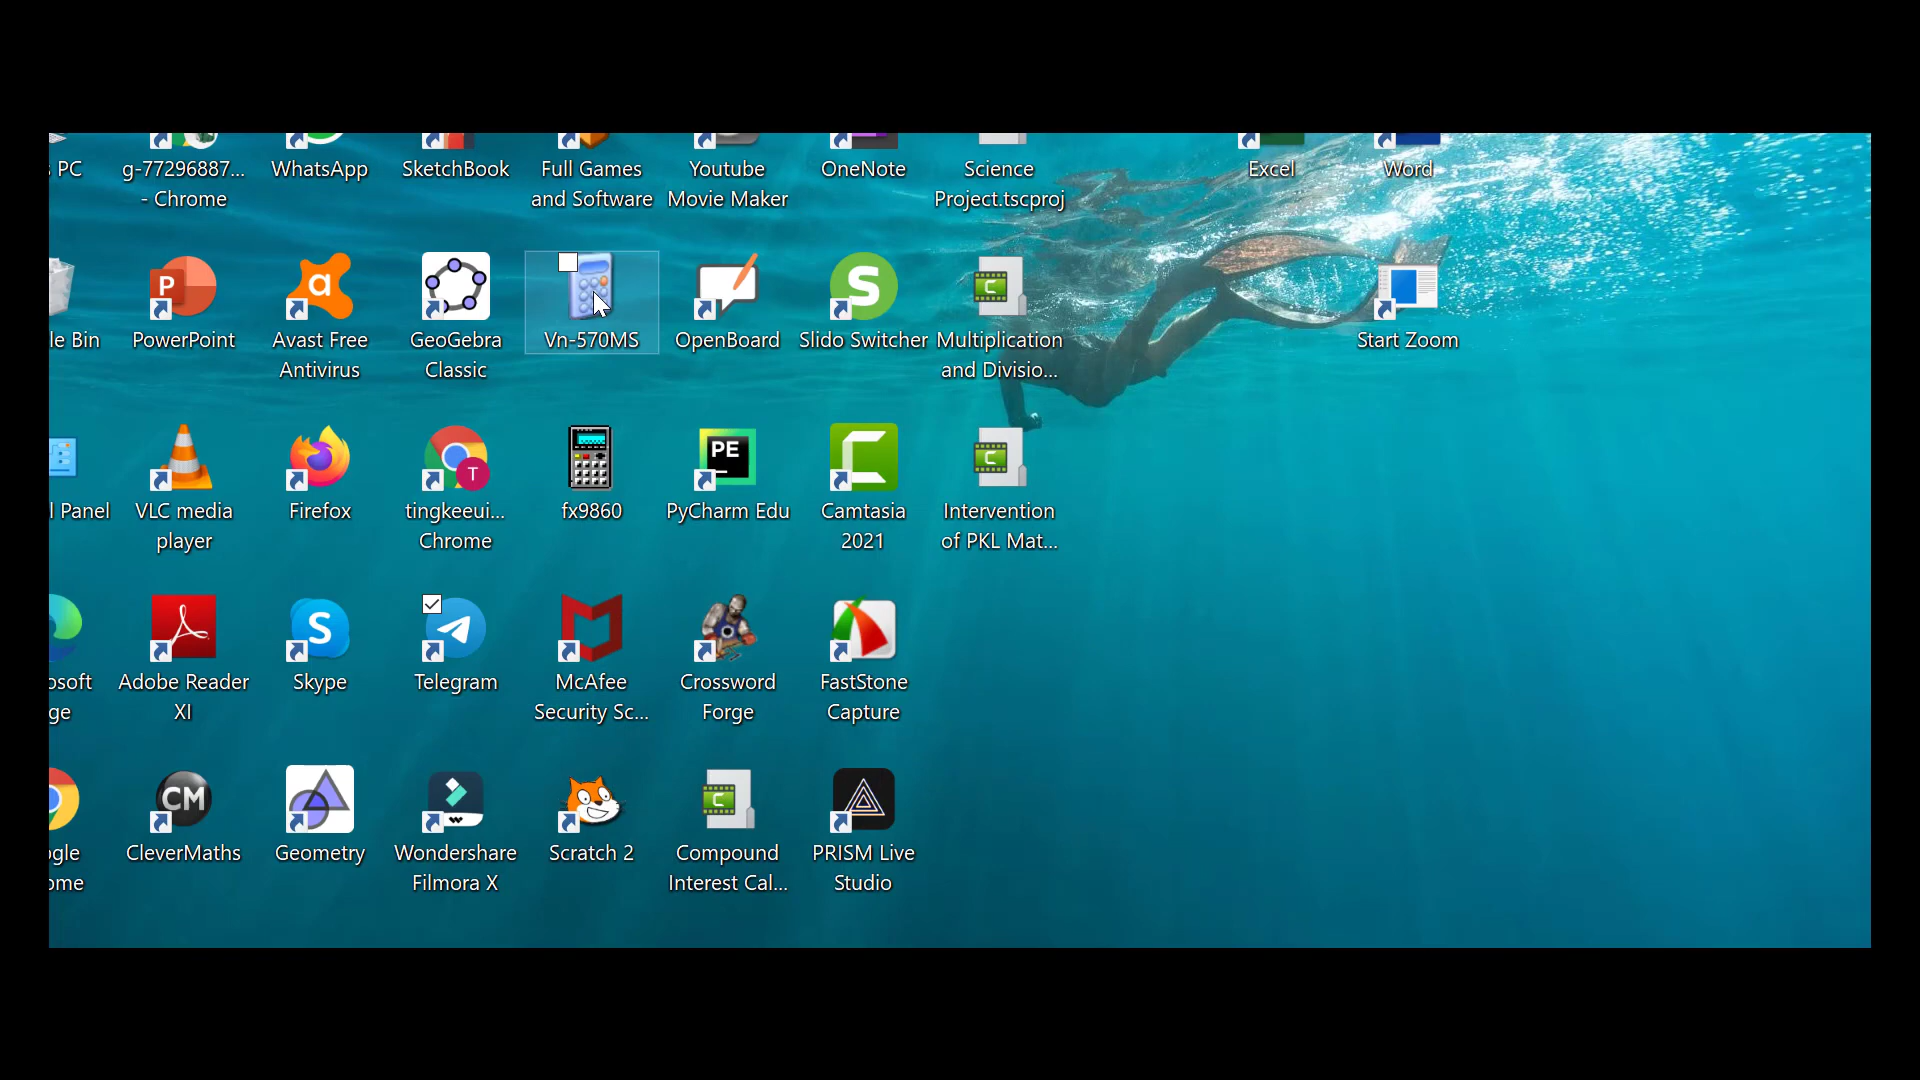 PC
g-77296887...
- Chrome
WhatsApp
SketchBook
Full Games
and Software
Youtube
Movie Maker
OneNote
Science
Project.tscproj
Excel
Word
le Bin
P
PowerPoint
a
Avast Free
Antivirus
GeoGebra
Classic
Vn-570MS
OpenBoard
S
Slido Switcher
C
Multiplication
and Divisio...
Start Zoom
l Panel
VLC media
player
Firefox
T
tingkeeui...
Chrome
fx9860
PE
PyCharm Edu
C
Camtasia
2021
C
Intervention
of PKL Mat...
osoft
ge
Adobe Reader
XI
S
Skype
Telegram
McAfee
Security Sc...
Crossword
Forge
FastStone
Capture
ogle
ome
CM
CleverMaths
Geometry
Wondershare
Filmora X
Scratch 2
C
Compound
Interest Cal...
PRISM Live
Studio